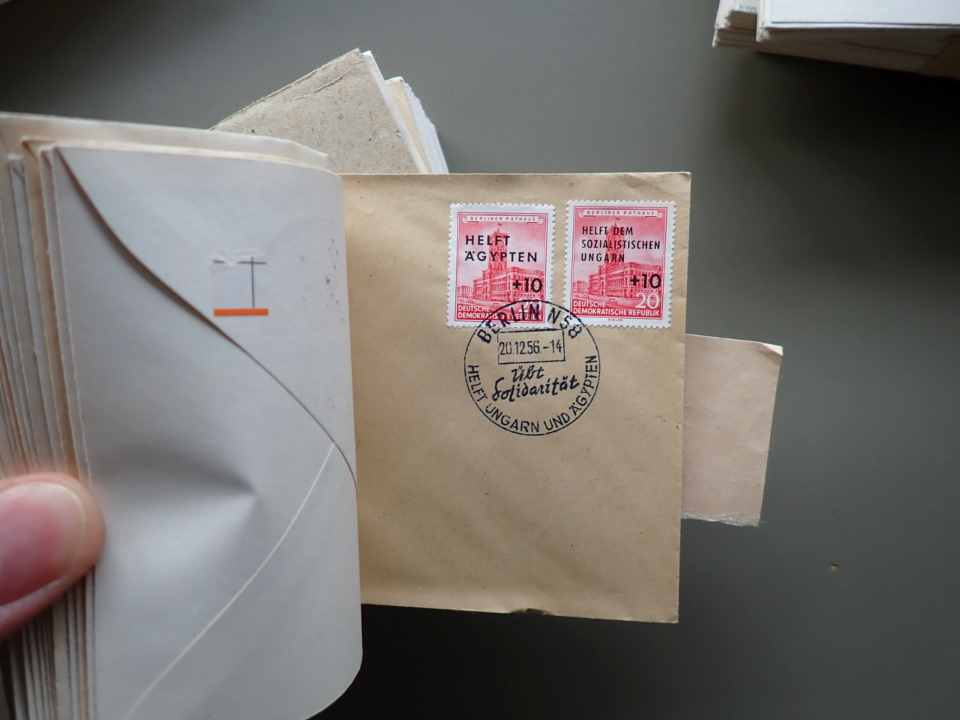 BERLINER RATHAUS
HELFT
ÄGYPTEN
+10
DEUTSCHE
DEMOKRATISCHE
BERLINER RATHAUS
HELFT DEM
SOZIALISTISCHEN
UNGARN
+10
20
DEUTSCHE
DEMOKRATISCHE REPUBLIK
BERLIN N58
20.12.56-14
Übt
Solidarität
HELFT UNGARN UND ÄGYPTEN